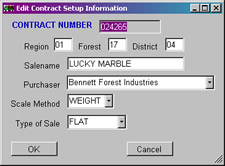 Edit Contract Setup Information
CONTRACT NUMBER 024265
Region 01 Forest 17 District 04
Salename LUCKY MARBLE
Purchaser Bennett Forest Industries
Scale Method WEIGHT
Type of Sale FLAT
OK Cancel